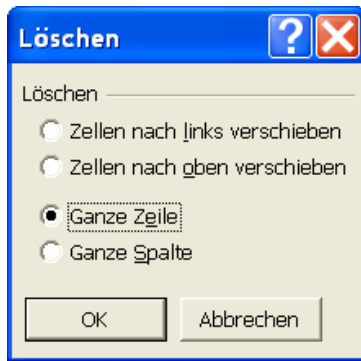 Löschen
Löschen
Zellen nach links verschieben
Zellen nach oben verschieben
Ganze Zeile
Ganze Spalte
OK Abbrechen